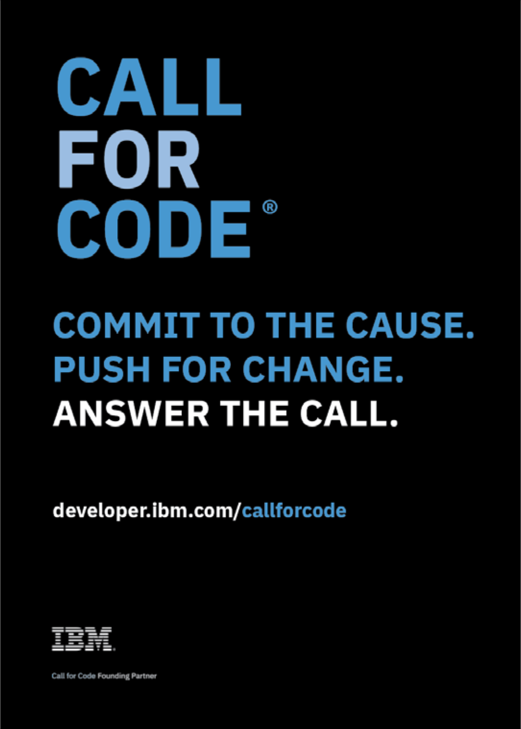 CALL
FOR
CODE®
COMMIT TO THE CAUSE.
PUSH FOR CHANGE.
ANSWER THE CALL.
developer.ibm.com/callforcode
IBM.
Call for Code Founding Partner